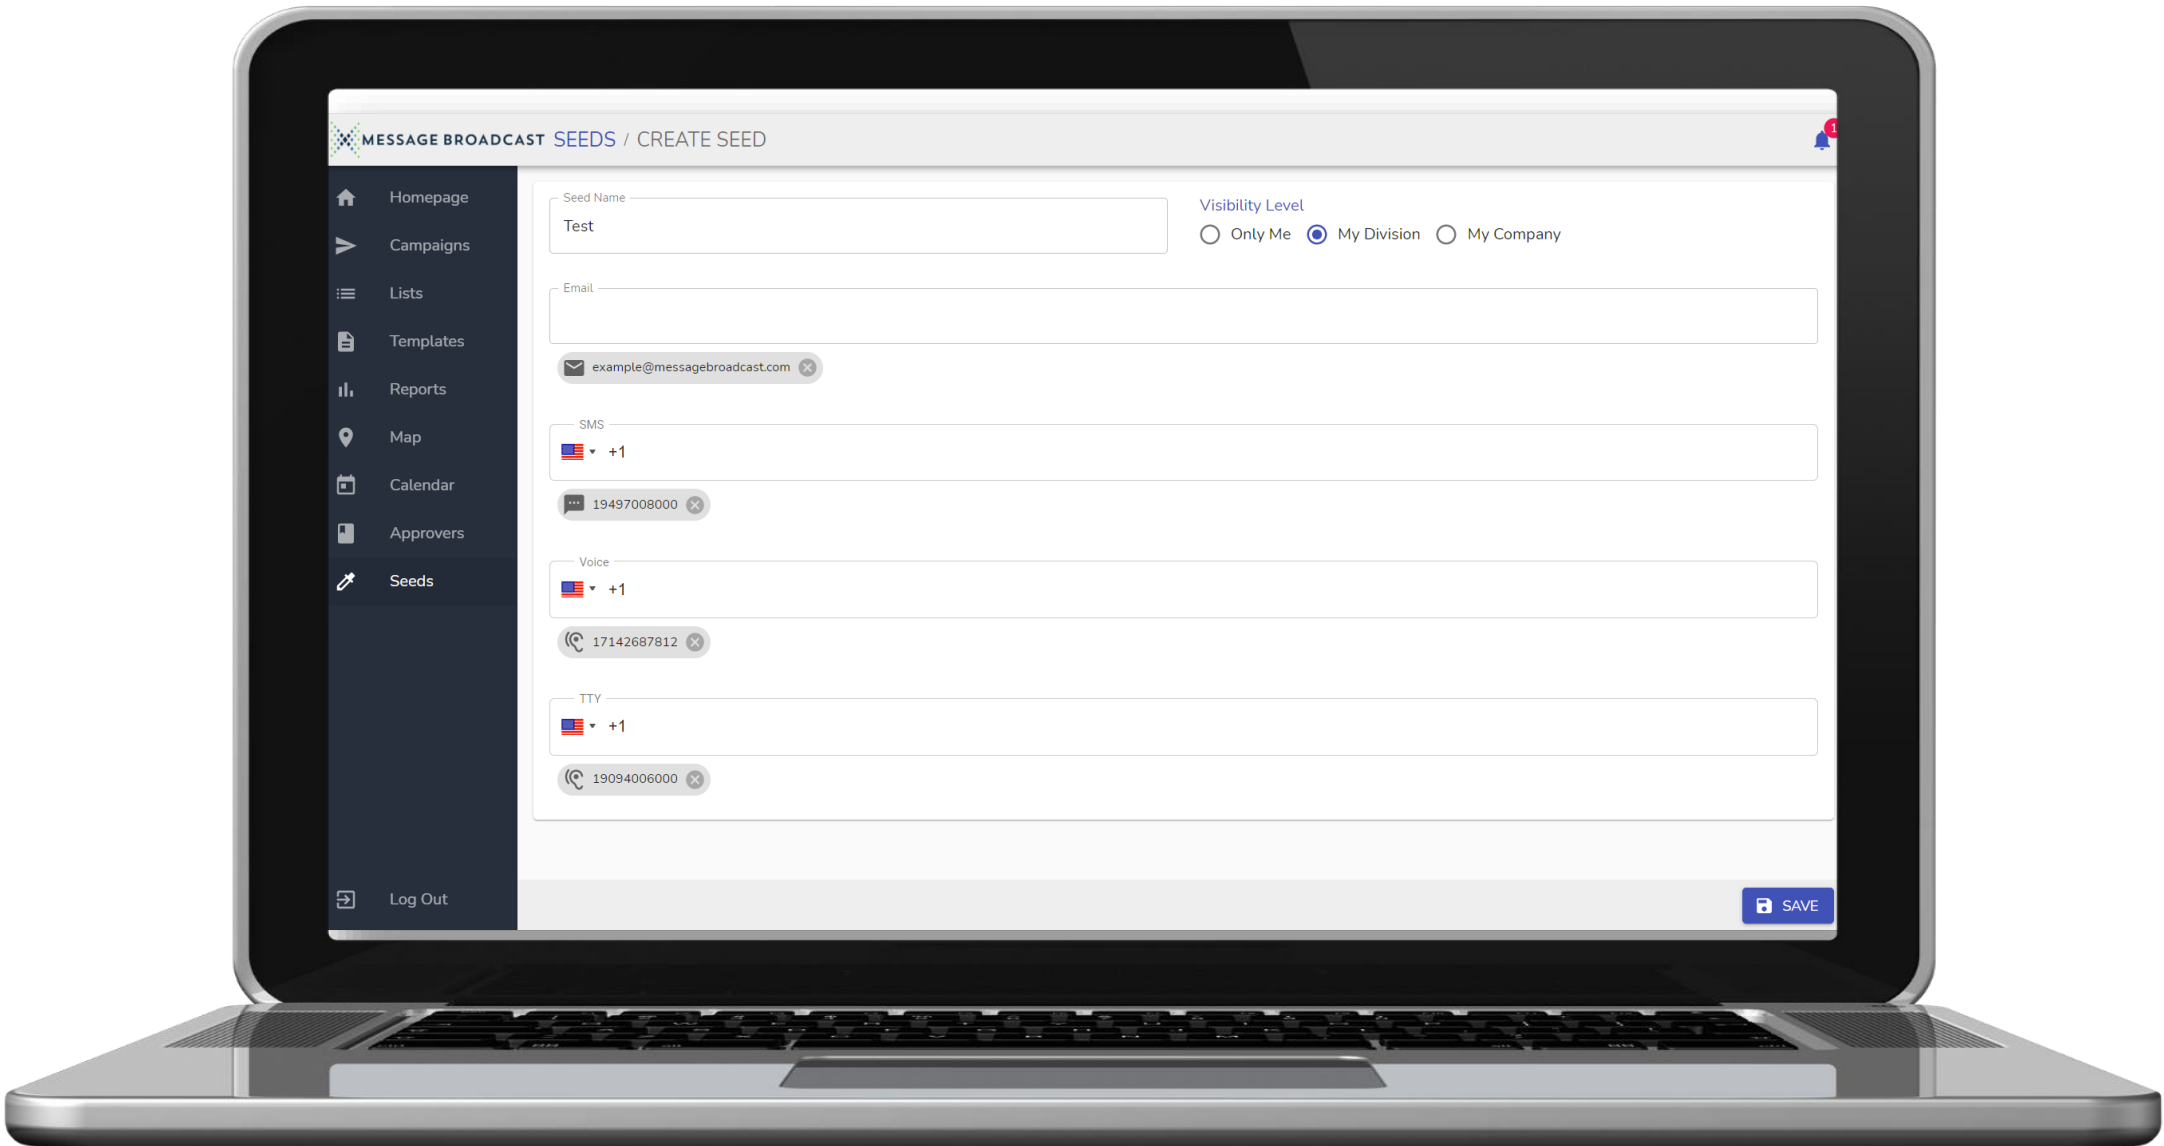 MESSAGE BROADCAST SEEDS / CREATE SEED
1
Homepage
Campaigns
Lists
Templates
Reports
Map
Calendar
Approvers
Seeds
Log Out
Seed Name
Test
Visibility Level
Only Me My Division My Company
Email
example@messagebroadcast.com
SMS
+1
19497008000
Voice
+1
17142687812
TTY
+1
19094006000
SAVE